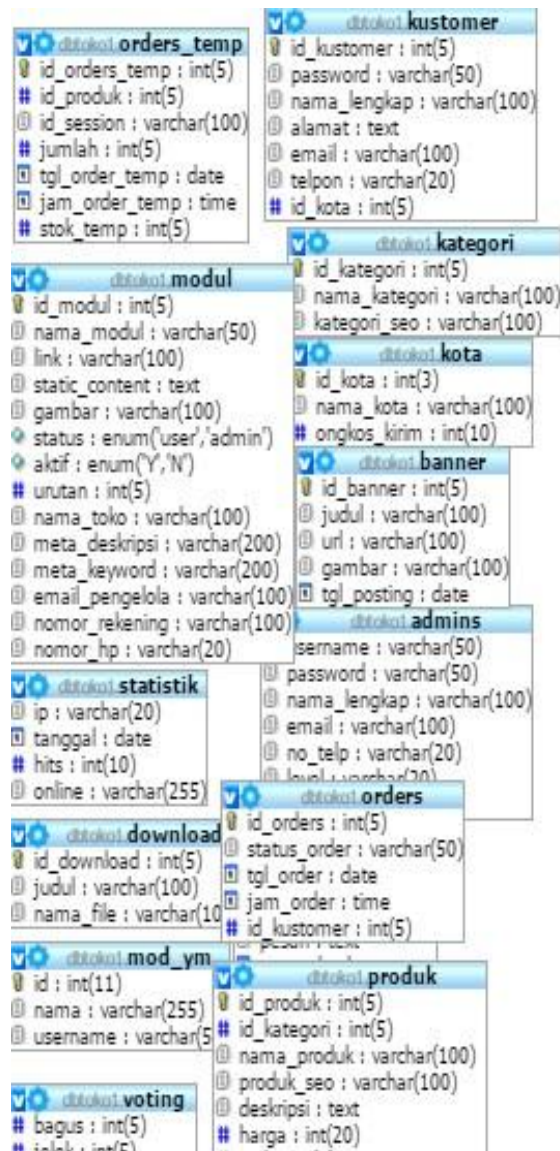 dbtoko1 orders_temp
id_orders_temp : int(5)
id_produk : int(5)
id_session : varchar(100)
jumlah : int(5)
tgl_order_temp : date
jam_order_temp : time
stok_temp : int(5)
dbtoko1 kustomer
id_kustomer : int(5)
password : varchar(50)
nama_lengkap : varchar(100)
alamat : text
email : varchar(100)
telpon : varchar(20)
id_kota : int(5)
dbtoko1 kategori
id_kategori : int(5)
nama_kategori : varchar(100)
kategori_seo : varchar(100)
dbtoko1 modul
id_modul : int(5)
nama_modul : varchar(50)
link : varchar(100)
static_content : text
gambar : varchar(100)
status : enum('user','admin')
aktif : enum('Y','N')
urutan : int(5)
nama_toko : varchar(100)
meta_deskripsi : varchar(200)
meta_keyword : varchar(200)
email_pengelola : varchar(100)
nomor_rekening : varchar(100)
nomor_hp : varchar(20)
dbtoko1 kota
id_kota : int(3)
nama_kota : varchar(100)
ongkos_kirim : int(10)
dbtoko1 banner
id_banner : int(5)
judul : varchar(100)
url : varchar(100)
gambar : varchar(100)
tgl_posting : date
dbtoko1 admins
sername : varchar(50)
password : varchar(50)
nama_lengkap : varchar(100)
email : varchar(100)
no_telp : varchar(20)
level : varchar(20)
dbtoko1 statistik
ip : varchar(20)
tanggal : date
hits : int(10)
online : varchar(255)
dbtoko1 orders
id_orders : int(5)
status_order : varchar(50)
tgl_order : date
jam_order : time
id_kustomer : int(5)
dbtoko1 download
id_download : int(5)
judul : varchar(100)
nama_file : varchar(10
dbtoko1 mod_ym
id : int(11)
nama : varchar(255)
username : varchar(5
dbtoko1 produk
id_produk : int(5)
id_kategori : int(5)
nama_produk : varchar(100)
produk_seo : varchar(100)
deskripsi : text
harga : int(20)
dbtoko1 voting
bagus : int(5)